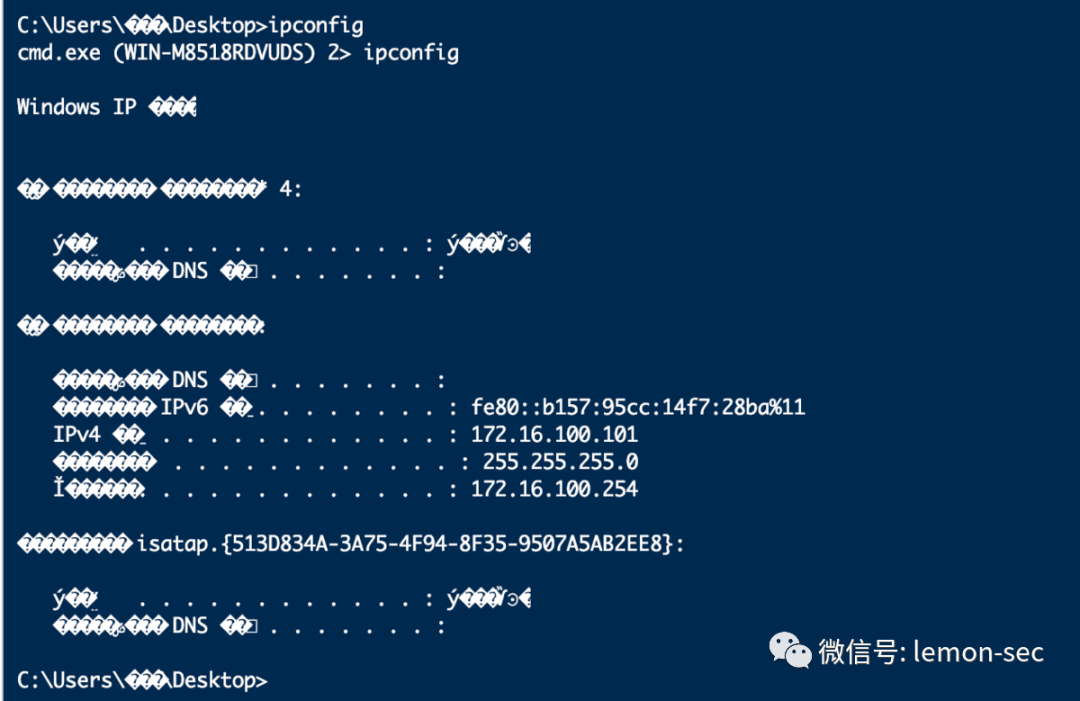 C:\Users\���\Desktop>ipconfig
cmd.exe (WIN-M8518RDVUDS) 2> ipconfig
Windows IP
4:
. . . . . . . . . . . . :
DNS . . . . . . . :
DNS . . . . . . . :
IPv6 . . . . . . . . . : fe80::b157:95cc:14f7:28ba%11
IPv4 . . . . . . . . . . . . : 172.16.100.101
. . . . . . . . . . . . : 255.255.255.0
. . . . . . . . . . . . : 172.16.100.254
isatap.{513D834A-3A75-4F94-8F35-9507A5AB2EE8}:
. . . . . . . . . . . . :
DNS . . . . . . . :
微信号: lemon-sec
C:\Users\���\Desktop>